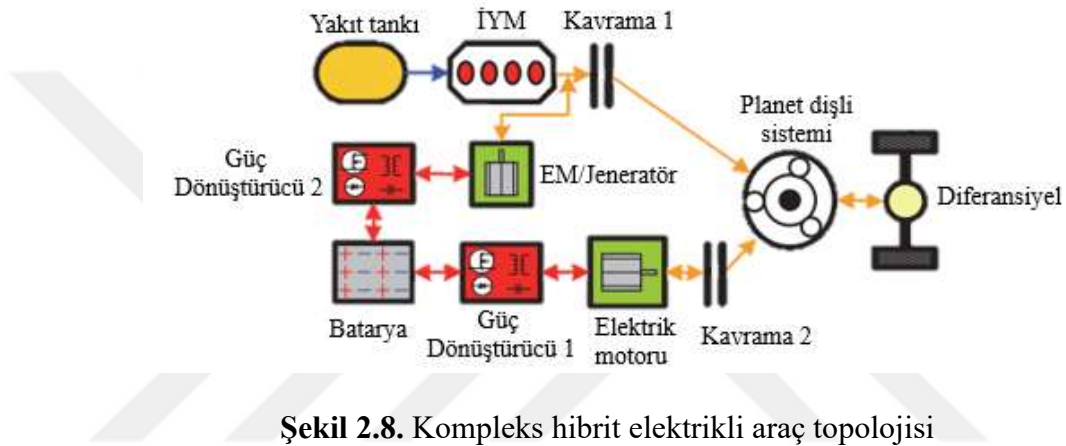 Yakıt tankı
İYM
Kavrama 1
Planet dişli
sistemi
Güç
Dönüştürücü 2
EM/Jeneratör
Diferansiyel
Batarya
Güç
Dönüştürücü 1
Elektrik
motoru
Kavrama 2
Şekil 2.8. Kompleks hibrit elektrikli araç topolojisi